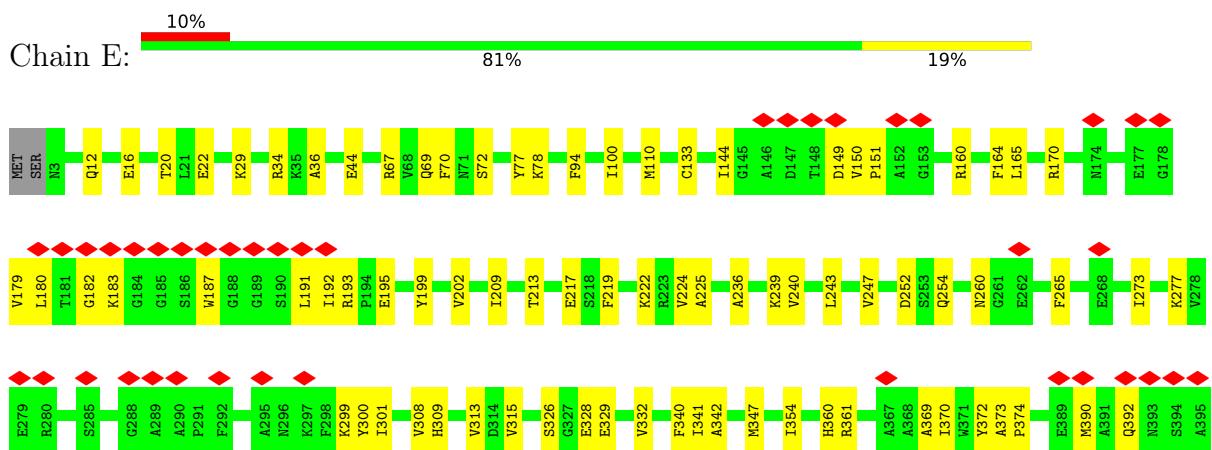 10%
Chain E:
81%
19%
MET SER N3 Q12 E16 T20 L21 E22 K29 R34 K35 A36 E44 R67 V68 Q69 F70 N71 S72 Y77 K78 F94 I100 M110 C133 I144 G145 A146 D147 T148 D149 V150 P151 A152 G153 R160 F164 L165 R170 N174 E177 G178
V179 L180 T181 G182 K183 G184 G185 S186 W187 G188 G189 S190 L191 I192 R193 P194 E195 Y199 V202 I209 T213 E217 S218 F219 K222 R223 V224 A225 A236 K239 V240 L243 V247 D252 S253 Q254 N260 G261 E262 F265 E268 I273 K277 V278
E279 R280 S285 G288 A289 A290 P291 F292 A295 N296 K297 F298 K299 Y300 I301 V308 H309 V313 D314 V315 S326 G327 E328 E329 V332 F340 I341 A342 M347 I354 H360 R361 A367 A368 A369 I370 W371 Y372 A373 P374 E389 M390 A391 Q392 N393 S394 A395